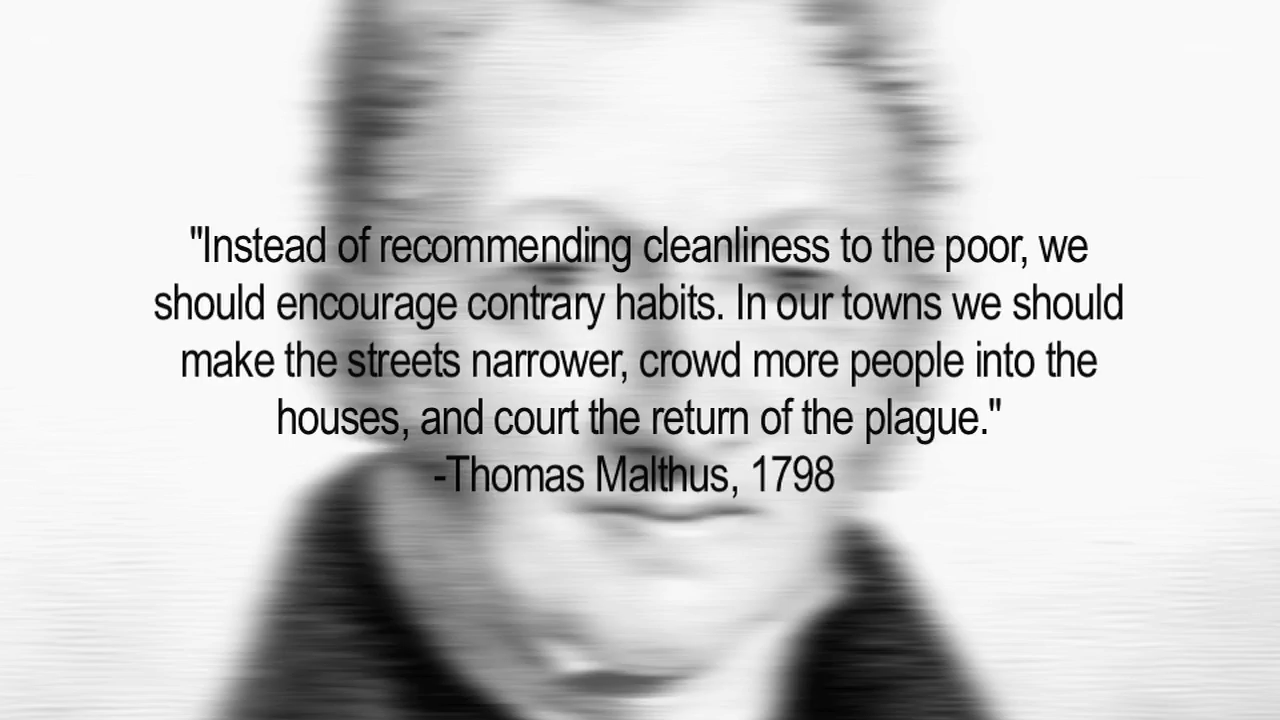 "Instead of recommending cleanliness to the poor, we
should encourage contrary habits. In our towns we should
make the streets narrower, crowd more people into the
houses, and court the return of the plague."
-Thomas Malthus, 1798